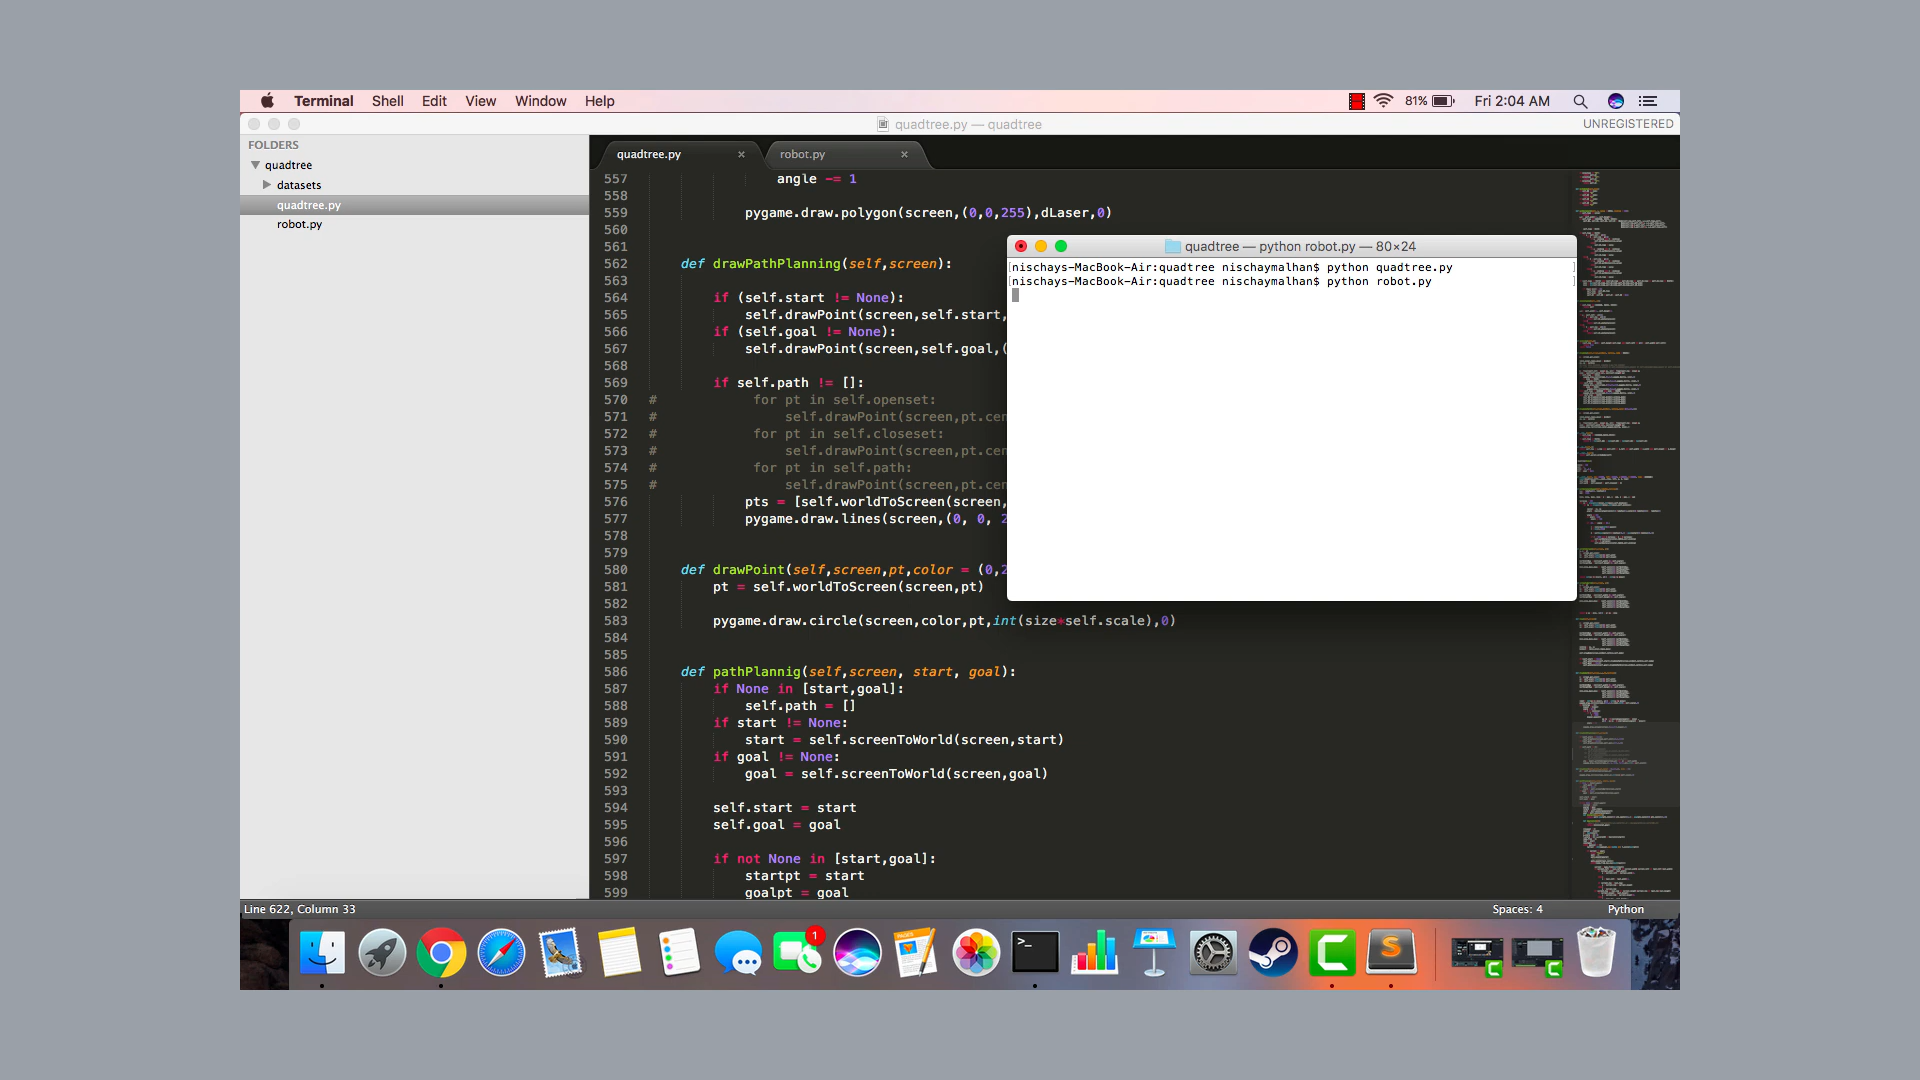 Terminal Shell Edit View Window Help 81% Fri 2:04 AM
quadtree.py — quadtree UNREGISTERED
FOLDERS
quadtree
datasets
quadtree.py
robot.py
quadtree.py × robot.py ×
557 angle -= 1
558
559 pygame.draw.polygon(screen,(0,0,255),dLaser,0)
560
561
562 def drawPathPlanning(self,screen):
563
564 if (self.start != None):
565 self.drawPoint(screen,self.start,
566 if (self.goal != None):
567 self.drawPoint(screen,self.goal,(
568
569 if self.path != []:
570 # for pt in self.openset:
571 # self.drawPoint(screen,pt.cen
572 # for pt in self.closeset:
573 # self.drawPoint(screen,pt.cen
574 # for pt in self.path:
575 # self.drawPoint(screen,pt.cen
576 pts = [self.worldToScreen(screen,
577 pygame.draw.lines(screen,(0, 0, 2
578
579
580 def drawPoint(self,screen,pt,color = (0,2
581 pt = self.worldToScreen(screen,pt)
582
583 pygame.draw.circle(screen,color,pt,int(size*self.scale),0)
584
585
586 def pathPlannig(self,screen, start, goal):
587 if None in [start,goal]:
588 self.path = []
589 if start != None:
590 start = self.screenToWorld(screen,start)
591 if goal != None:
592 goal = self.screenToWorld(screen,goal)
593
594 self.start = start
595 self.goal = goal
596
597 if not None in [start,goal]:
598 startpt = start
599 goalpt = goal
quadtree — python robot.py — 80×24
[nischays-MacBook-Air:quadtree nischaymalhan$ python quadtree.py ]
[nischays-MacBook-Air:quadtree nischaymalhan$ python robot.py ]
Line 622, Column 33 Spaces: 4 Python
1
PAGES
>_